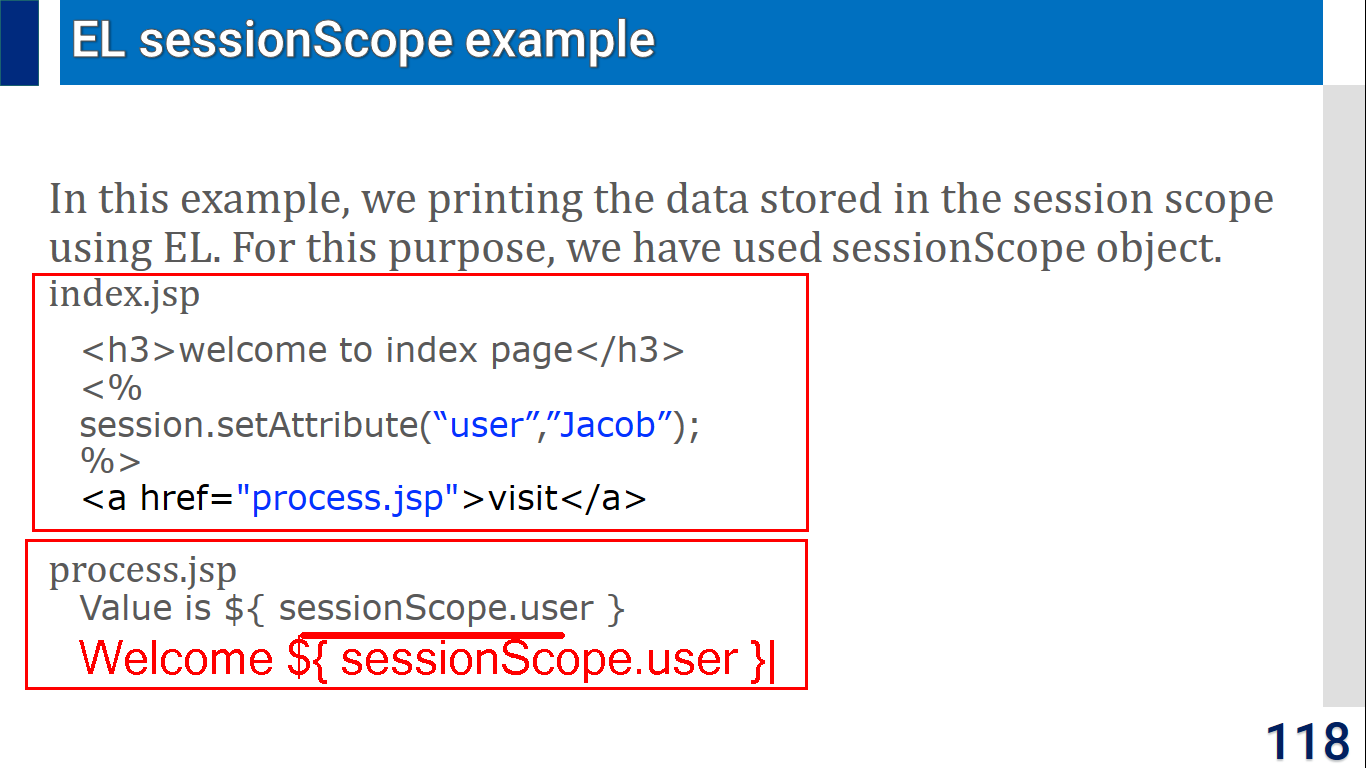 EL sessionScope example
In this example, we printing the data stored in the session scope
using EL. For this purpose, we have used sessionScope object.
index.jsp
<h3>welcome to index page</h3>
<%
session.setAttribute(“user”,”Jacob”);
%>
<a href="process.jsp">visit</a>
process.jsp
Value is ${ sessionScope.user }
Welcome ${ sessionScope.user }
118